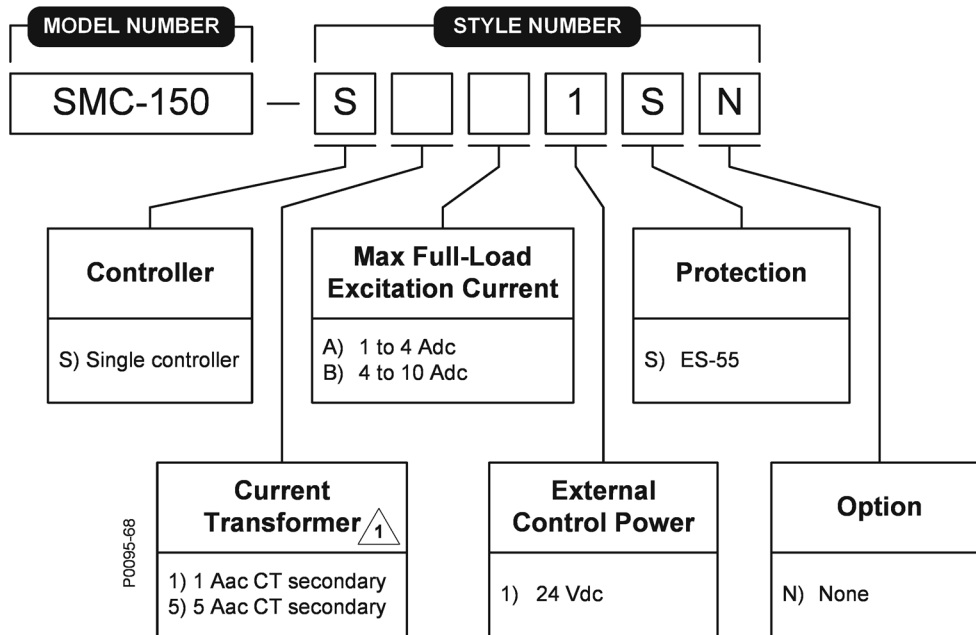 MODEL NUMBER
STYLE NUMBER
SMC-150 — S 1 S N
Controller
S) Single controller
Max Full-Load
Excitation Current
A) 1 to 4 Adc
B) 4 to 10 Adc
Protection
S) ES-55
Current
Transformer 1
1) 1 Aac CT secondary
5) 5 Aac CT secondary
External
Control Power
1) 24 Vdc
Option
N) None
P0095-68